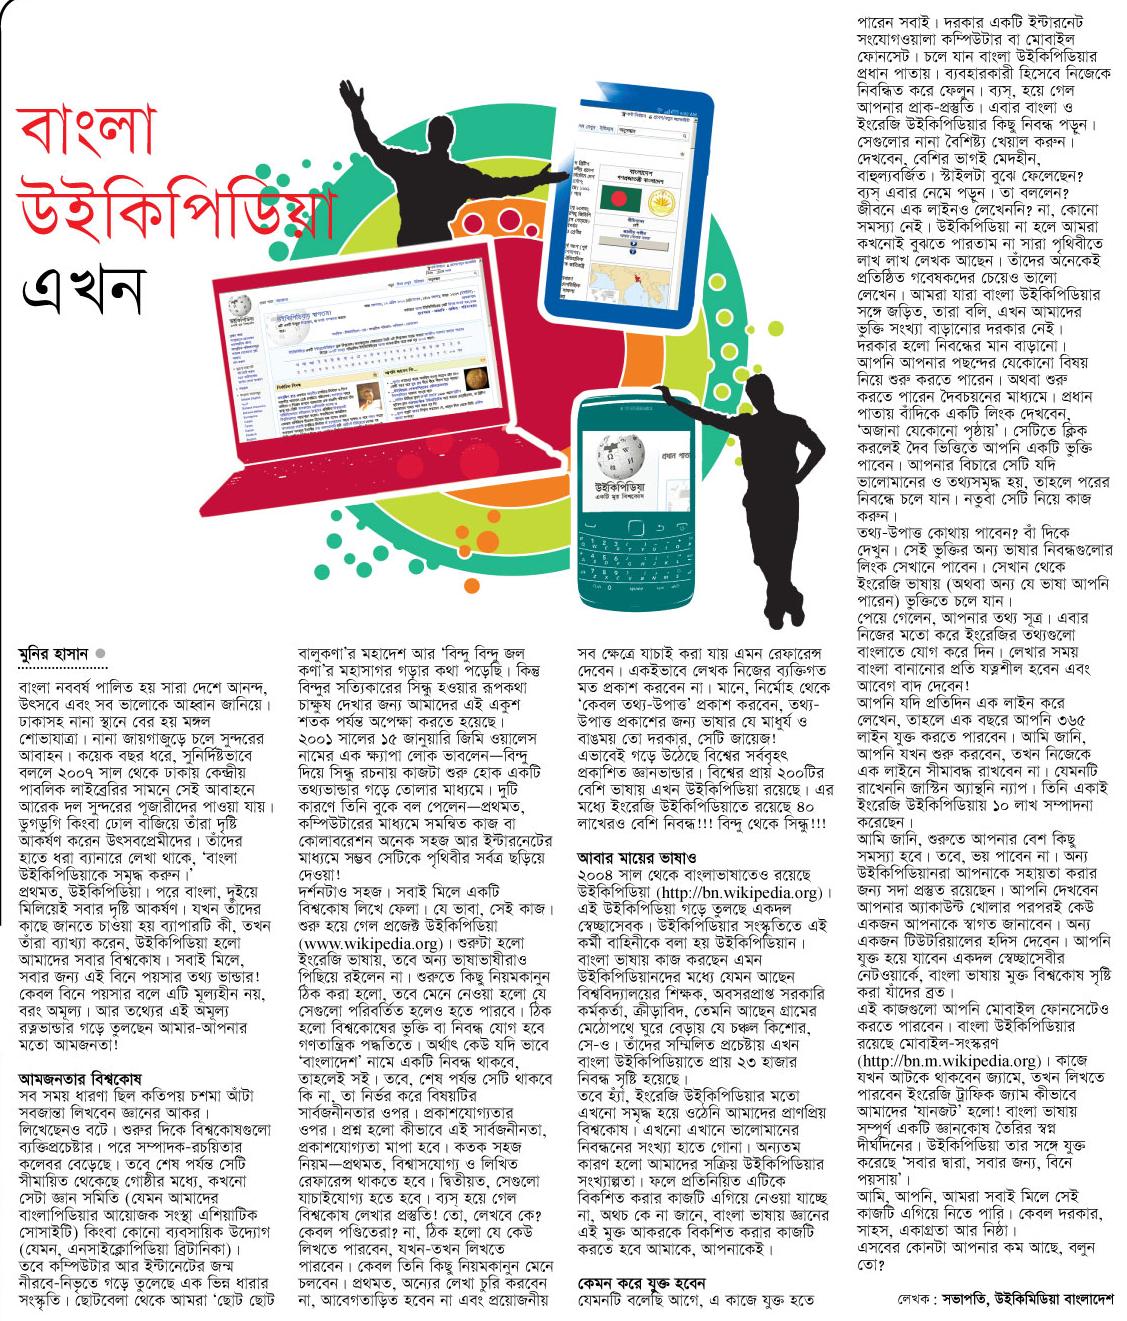 বাংলা
উইকিপিডিয়া
এখন
মুনির হাসান
বাংলা নববর্ষ পালিত হয় সারা দেশে আনন্দ,
উৎসবে এবং সব ভালোকে আহ্বান জানিয়ে।
ঢাকাসহ নানা স্থানে বের হয় মঙ্গল
শোভাযাত্রা। নানা জায়গাজুড়ে চলে সুন্দরের
আবাহন। কয়েক বছর ধরে, সুনির্দিষ্টভাবে
বললে ২০০৭ সাল থেকে ঢাকায় কেন্দ্রীয়
পাবলিক লাইব্রেরির সামনে সেই আবাহনে
আরেক দল সুন্দরের পূজারীদের পাওয়া যায়।
ডুগডুগি কিংবা ঢোল বাজিয়ে তাঁরা দৃষ্টি
আকর্ষণ করেন উৎসবপ্রেমীদের। তাঁদের
হাতে ধরা ব্যানারে লেখা থাকে, ‘বাংলা
উইকিপিডিয়াকে সমৃদ্ধ করুন।’
প্রথমত, উইকিপিডিয়া। পরে বাংলা, দুইয়ে
মিলিয়েই সবার দৃষ্টি আকর্ষণ। যখন তাঁদের
কাছে জানতে চাওয়া হয় ব্যাপারটি কী, তখন
তাঁরা ব্যাখ্যা করেন, উইকিপিডিয়া হলো
আমাদের সবার বিশ্বকোষ। সবাই মিলে,
সবার জন্য এই বিনে পয়সার তথ্য ভান্ডার!
কেবল বিনে পয়সার বলে এটি মূল্যহীন নয়,
বরং অমূল্য। আর তথ্যের এই অমূল্য
রত্নভান্ডার গড়ে তুলছেন আমার-আপনার
মতো আমজনতা!
আমজনতার বিশ্বকোষ
সব সময় ধারণা ছিল কতিপয় চশমা আঁটা
সবজান্তা লিখবেন জ্ঞানের আকর।
লিখেছেনও বটে। শুরুর দিকে বিশ্বকোষগুলো
ব্যক্তিপ্রচেষ্টার। পরে সম্পাদক-রচয়িতার
কলেবর বেড়েছে। তবে শেষ পর্যন্ত সেটি
সীমায়িত থেকেছে গোষ্ঠীর মধ্যে, কখনো
সেটা জ্ঞান সমিতি (যেমন আমাদের
বাংলাপিডিয়ার আয়োজক সংস্থা এশিয়াটিক
সোসাইটি) কিংবা কোনো ব্যবসায়িক উদ্যোগ
(যেমন, এনসাইক্লোপিডিয়া ব্রিটানিকা)।
তবে কম্পিউটার আর ইন্টানেটের জন্ম
নীরবে-নিভৃতে গড়ে তুলেছে এক ভিন্ন ধারার
সংস্কৃতি। ছোটবেলা থেকে আমরা ‘ছোট ছোট
বালুকণা’র মহাদেশ আর ‘বিন্দু বিন্দু জল
কণা’র মহাসাগর গড়ার কথা পড়েছি। কিন্তু
বিন্দুর সত্যিকারের সিন্ধু হওয়ার রূপকথা
চাক্ষুষ দেখার জন্য আমাদের এই একুশ
শতক পর্যন্ত অপেক্ষা করতে হয়েছে।
২০০১ সালের ১৫ জানুয়ারি জিমি ওয়ালেস
নামের এক ক্ষ্যাপা লোক ভাবলেন—বিন্দু
দিয়ে সিন্ধু রচনায় কাজটা শুরু হোক একটি
তথ্যভান্ডার গড়ে তোলার মাধ্যমে। দুটি
কারণে তিনি বুকে বল পেলেন—প্রথমত,
কম্পিউটারের মাধ্যমে সমন্বিত কাজ বা
কোলাবরেশন অনেক সহজ আর ইন্টারনেটের
মাধ্যমে সম্ভব সেটিকে পৃথিবীর সর্বত্র ছড়িয়ে
দেওয়া!
দর্শনটাও সহজ। সবাই মিলে একটি
বিশ্বকোষ লিখে ফেলা। যে ভাবা, সেই কাজ।
শুরু হয়ে গেল প্রজেক্ট উইকিপিডিয়া
(www.wikipedia.org)। শুরুটা হলো
ইংরেজি ভাষায়, তবে অন্য ভাষাভাষীরাও
পিছিয়ে রইলেন না। শুরুতে কিছু নিয়মকানুন
ঠিক করা হলো, তবে মেনে নেওয়া হলো যে
সেগুলো পরিবর্তিত হলেও হতে পারবে। ঠিক
হলো বিশ্বকোষের ভুক্তি বা নিবন্ধ যোগ হবে
গণতান্ত্রিক পদ্ধতিতে। অর্থাৎ কেউ যদি ভাবে
‘বাংলাদেশ’ নামে একটি নিবন্ধ থাকবে,
তাহলেই সই। তবে, শেষ পর্যন্ত সেটি থাকবে
কি না, তা নির্ভর করে বিষয়টির
সার্বজনীনতার ওপর। প্রকাশযোগ্যতার
ওপর। প্রশ্ন হলো কীভাবে এই সার্বজনীনতা,
প্রকাশযোগ্যতা মাপা হবে। কতক সহজ
নিয়ম—প্রথমত, বিশ্বাসযোগ্য ও লিখিত
রেফারেন্স থাকতে হবে। দ্বিতীয়ত, সেগুলো
যাচাইযোগ্য হতে হবে। ব্যস্ হয়ে গেল
বিশ্বকোষ লেখার প্রস্তুতি! তো, লেখবে কে?
কেবল পণ্ডিতেরা? না, ঠিক হলো যে কেউ
লিখতে পারবেন, যখন-তখন লিখতে
পারবেন। কেবল তিনি কিছু নিয়মকানুন মেনে
চলবেন। প্রথমত, অন্যের লেখা চুরি করবেন
না, আবেগতাড়িত হবেন না এবং প্রয়োজনীয়
সব ক্ষেত্রে যাচাই করা যায় এমন রেফারেন্স
দেবেন। একইভাবে লেখক নিজের ব্যক্তিগত
মত প্রকাশ করবেন না। মানে, নির্মোহ থেকে
‘কেবল তথ্য-উপাত্ত’ প্রকাশ করবেন, তথ্য-
উপাত্ত প্রকাশের জন্য ভাষার যে মাধুর্য ও
বাঙময় তো দরকার, সেটি জায়েজ!
এভাবেই গড়ে উঠেছে বিশ্বের সর্ববৃহৎ
প্রকাশিত জ্ঞানভান্ডার। বিশ্বের প্রায় ২০০টির
বেশি ভাষায় এখন উইকিপিডিয়া রয়েছে। এর
মধ্যে ইংরেজি উইকিপিডিয়াতে রয়েছে ৪০
লাখেরও বেশি নিবন্ধ!!! বিন্দু থেকে সিন্ধু!!!
আবার মায়ের ভাষাও
২০০৪ সাল থেকে বাংলাভাষাতেও রয়েছে
উইকিপিডিয়া (http://bn.wikipedia.org)।
এই উইকিপিডিয়া গড়ে তুলছে একদল
স্বেচ্ছাসেবক। উইকিপিডিয়ার সংস্কৃতিতে এই
কর্মী বাহিনীকে বলা হয় উইকিপিডিয়ান।
বাংলা ভাষায় কাজ করছেন এমন
উইকিপিডিয়ানদের মধ্যে যেমন আছেন
বিশ্ববিদ্যালয়ের শিক্ষক, অবসরপ্রাপ্ত সরকারি
কর্মকর্তা, ক্রীড়াবিদ, তেমনি আছেন গ্রামের
মেঠোপথে ঘুরে বেড়ায় যে চঞ্চল কিশোর,
সে-ও। তাঁদের সম্মিলিত প্রচেষ্টায় এখন
বাংলা উইকিপিডিয়াতে প্রায় ২৩ হাজার
নিবন্ধ সৃষ্টি হয়েছে।
তবে হ্যাঁ, ইংরেজি উইকিপিডিয়ার মতো
এখনো সমৃদ্ধ হয়ে ওঠেনি আমাদের প্রাণপ্রিয়
বিশ্বকোষ। এখনো এখানে ভালোমানের
নিবন্ধনের সংখ্যা হাতে গোনা। অন্যতম
কারণ হলো আমাদের সক্রিয় উইকিপিডিয়ার
সংখ্যাল্পতা। ফলে প্রতিনিয়ত এটিকে
বিকশিত করার কাজটি এগিয়ে নেওয়া যাচ্ছে
না, অথচ কে না জানে, বাংলা ভাষায় জ্ঞানের
এই মুক্ত আকরকে বিকশিত করার কাজটি
করতে হবে আমাকে, আপনাকেই।
কেমন করে যুক্ত হবেন
যেমনটি বলেছি আগে, এ কাজে যুক্ত হতে
পারেন সবাই। দরকার একটি ইন্টারনেট
সংযোগওয়ালা কম্পিউটার বা মোবাইল
ফোনসেট। চলে যান বাংলা উইকিপিডিয়ার
প্রধান পাতায়। ব্যবহারকারী হিসেবে নিজেকে
নিবন্ধিত করে ফেলুন। ব্যস্, হয়ে গেল
আপনার প্রাক-প্রস্তুতি। এবার বাংলা ও
ইংরেজি উইকিপিডিয়ার কিছু নিবন্ধ পড়ুন।
সেগুলোর নানা বৈশিষ্ট্য খেয়াল করুন।
দেখবেন, বেশির ভাগই মেদহীন,
বাহুল্যবর্জিত। স্টাইলটা বুঝে ফেলেছেন?
ব্যস্ এবার নেমে পড়ুন। তা বললেন?
জীবনে এক লাইনও লেখেননি? না, কোনো
সমস্যা নেই। উইকিপিডিয়া না হলে আমরা
কখনোই বুঝতে পারতাম না সারা পৃথিবীতে
লাখ লাখ লেখক আছেন। তাঁদের অনেকেই
প্রতিষ্ঠিত গবেষকদের চেয়েও ভালো
লেখেন। আমরা যারা বাংলা উইকিপিডিয়ার
সঙ্গে জড়িত, তারা বলি, এখন আমাদের
ভুক্তি সংখ্যা বাড়ানোর দরকার নেই।
দরকার হলো নিবন্ধের মান বাড়ানো।
আপনি আপনার পছন্দের যেকোনো বিষয়
নিয়ে শুরু করতে পারেন। অথবা শুরু
করতে পারেন দৈবচয়নের মাধ্যমে। প্রধান
পাতায় বাঁদিকে একটি লিংক দেখবেন,
‘অজানা যেকোনো পৃষ্ঠায়’। সেটিতে ক্লিক
করলেই দৈব ভিত্তিতে আপনি একটি ভুক্তি
পাবেন। আপনার বিচারে সেটি যদি
ভালোমানের ও তথ্যসমৃদ্ধ হয়, তাহলে পরের
নিবন্ধে চলে যান। নতুবা সেটি নিয়ে কাজ
করুন।
তথ্য-উপাত্ত কোথায় পাবেন? বাঁ দিকে
দেখুন। সেই ভুক্তির অন্য ভাষার নিবন্ধগুলোর
লিংক সেখানে পাবেন। সেখান থেকে
ইংরেজি ভাষায় (অথবা অন্য যে ভাষা আপনি
পারেন) ভুক্তিতে চলে যান।
পেয়ে গেলেন, আপনার তথ্য সূত্র। এবার
নিজের মতো করে ইংরেজির তথ্যগুলো
বাংলাতে যোগ করে দিন। লেখার সময়
বাংলা বানানোর প্রতি যত্নশীল হবেন এবং
আবেগ বাদ দেবেন!
আপনি যদি প্রতিদিন এক লাইন করে
লেখেন, তাহলে এক বছরে আপনি ৩৬৫
লাইন যুক্ত করতে পারবেন। আমি জানি,
আপনি যখন শুরু করবেন, তখন নিজেকে
এক লাইনে সীমাবদ্ধ রাখবেন না। যেমনটি
রাখেননি জাস্টিন অ্যান্থনি ন্যাপ। তিনি একাই
ইংরেজি উইকিপিডিয়ায় ১০ লাখ সম্পাদনা
করেছেন।
আমি জানি, শুরুতে আপনার বেশ কিছু
সমস্যা হবে। তবে, ভয় পাবেন না। অন্য
উইকিপিডিয়ানরা আপনাকে সহায়তা করার
জন্য সদা প্রস্তুত রয়েছেন। আপনি দেখবেন
আপনার অ্যাকাউন্ট খোলার পরপরই কেউ
একজন আপনাকে স্বাগত জানাবেন। অন্য
একজন টিউটরিয়ালের হদিস দেবেন। আপনি
যুক্ত হয়ে যাবেন একদল স্বেচ্ছাসেবীর
নেটওয়ার্কে, বাংলা ভাষায় মুক্ত বিশ্বকোষ সৃষ্টি
করা যাঁদের ব্রত।
এই কাজগুলো আপনি মোবাইল ফোনসেটেও
করতে পারবেন। বাংলা উইকিপিডিয়ার
রয়েছে মোবাইল-সংস্করণ
(http://bn.m.wikipedia.org)। কাজে
যখন আটকে থাকবেন জ্যামে, তখন লিখতে
পারবেন ইংরেজি ট্রাফিক জ্যাম কীভাবে
আমাদের ‘যানজট’ হলো! বাংলা ভাষায়
সম্পূর্ণ একটি জ্ঞানকোষ তৈরির স্বপ্ন
দীর্ঘদিনের। উইকিপিডিয়া তার সঙ্গে যুক্ত
করেছে ‘সবার দ্বারা, সবার জন্য, বিনে
পয়সায়’।
আমি, আপনি, আমরা সবাই মিলে সেই
কাজটি এগিয়ে নিতে পারি। কেবল দরকার,
সাহস, একাগ্রতা আর নিষ্ঠা।
এসবের কোনটা আপনার কম আছে, বলুন
তো?
লেখক : সভাপতি, উইকিমিডিয়া বাংলাদেশ
বাংলাদেশ
উইকিপিডিয়া
একটি মুক্ত বিশ্বকোষ
প্রধান পাতা